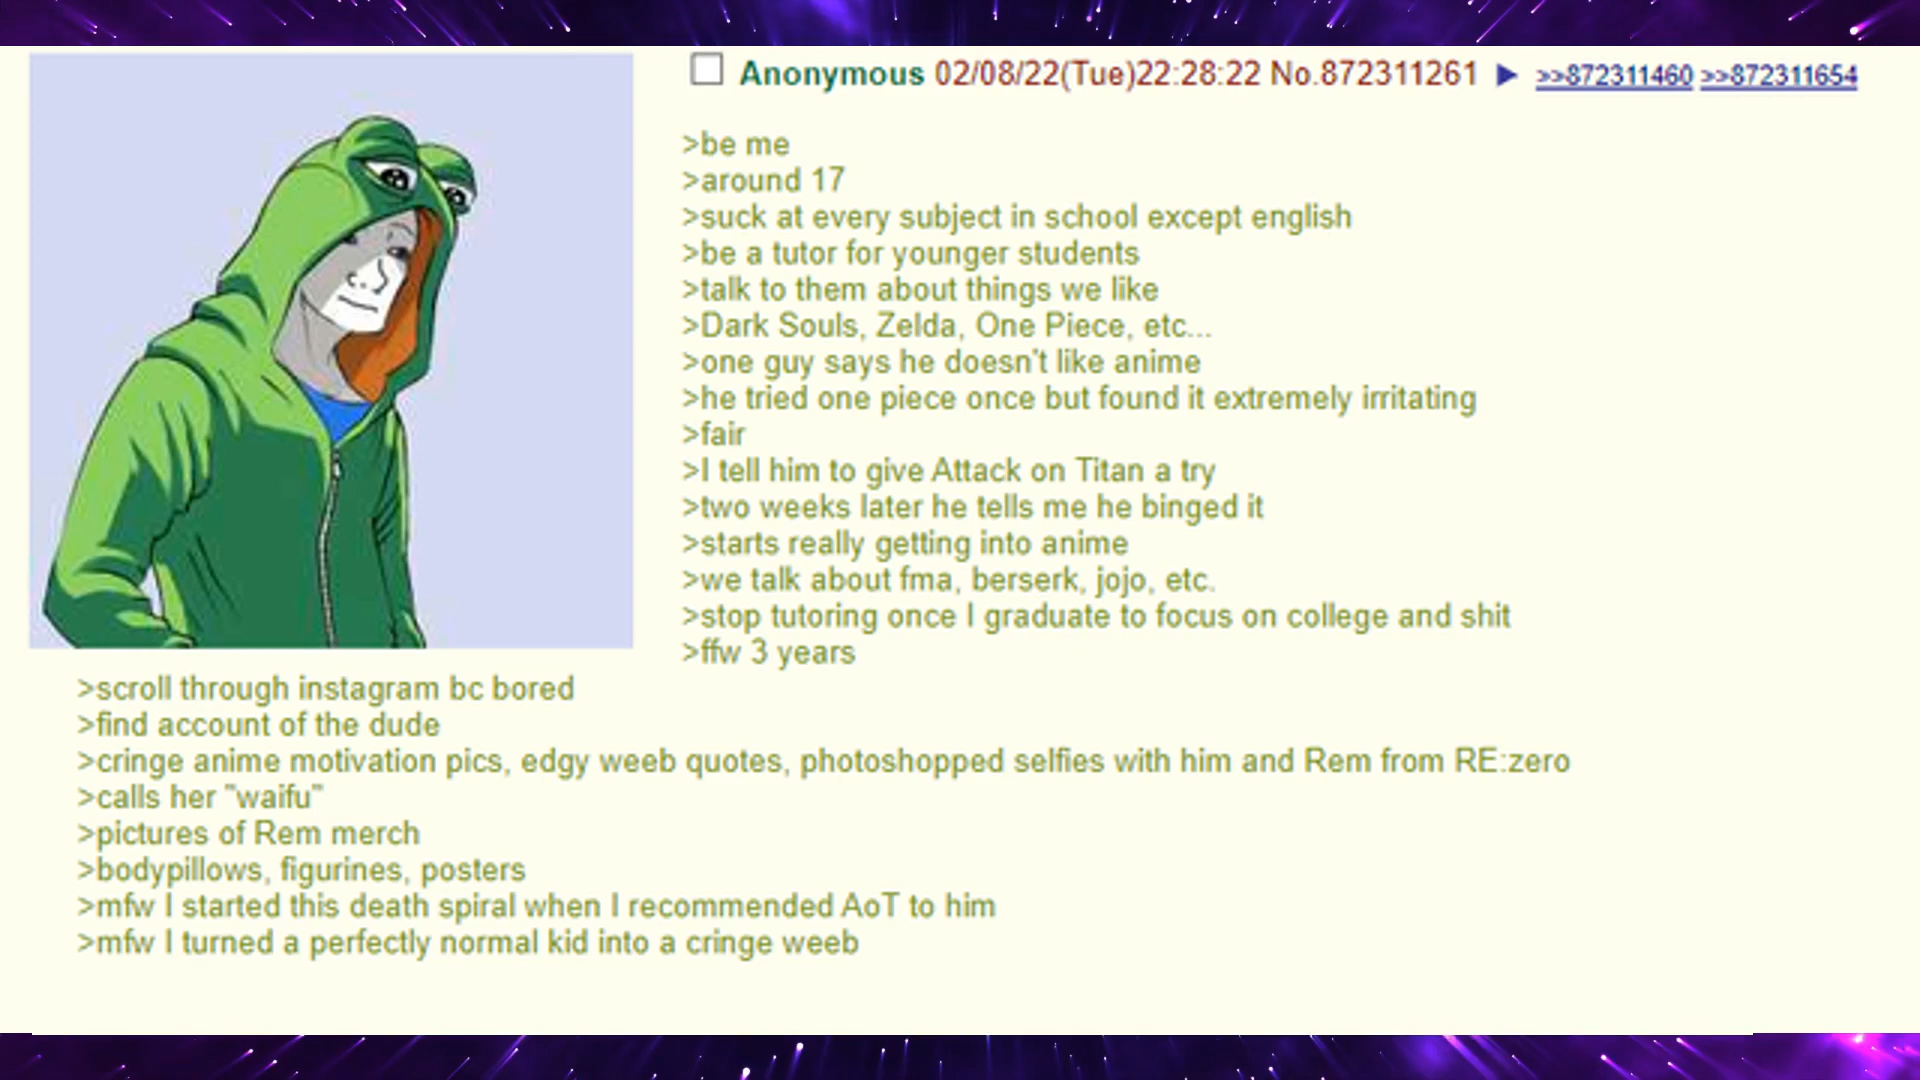 Anonymous 02/08/22(Tue)22:28:22 No.872311261 ▶ >>872311460 >>872311654
>be me
>around 17
>suck at every subject in school except english
>be a tutor for younger students
>talk to them about things we like
>Dark Souls, Zelda, One Piece, etc...
>one guy says he doesn't like anime
>he tried one piece once but found it extremely irritating
>fair
>I tell him to give Attack on Titan a try
>two weeks later he tells me he binged it
>starts really getting into anime
>we talk about fma, berserk, jojo, etc.
>stop tutoring once I graduate to focus on college and shit
>ffw 3 years
>scroll through instagram bc bored
>find account of the dude
>cringe anime motivation pics, edgy weeb quotes, photoshopped selfies with him and Rem from RE:zero
>calls her "waifu"
>pictures of Rem merch
>bodypillows, figurines, posters
>mfw I started this death spiral when I recommended AoT to him
>mfw I turned a perfectly normal kid into a cringe weeb